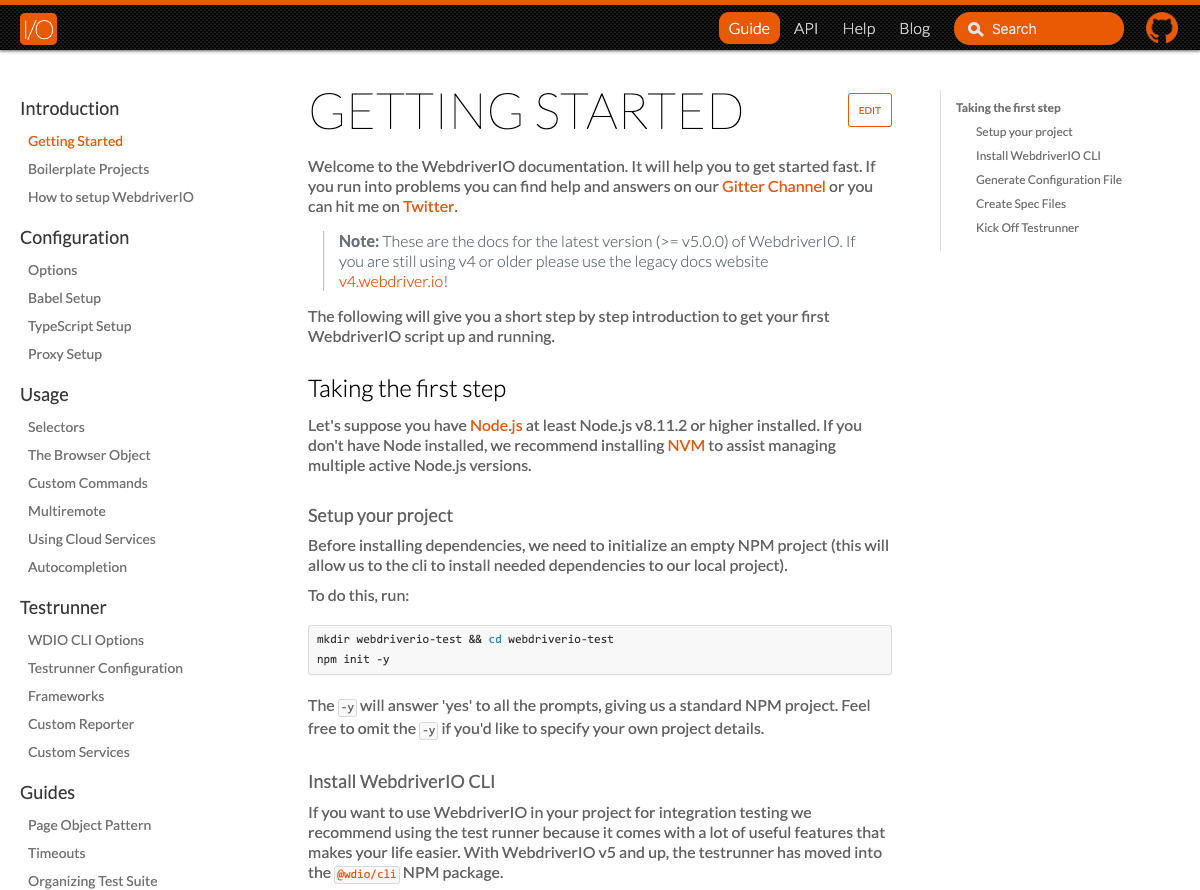 I/O
Guide
API
Help
Blog
Search
Introduction
Getting Started
Boilerplate Projects
How to setup WebdriverIO
Configuration
Options
Babel Setup
TypeScript Setup
Proxy Setup
Usage
Selectors
The Browser Object
Custom Commands
Multiremote
Using Cloud Services
Autocompletion
Testrunner
WDIO CLI Options
Testrunner Configuration
Frameworks
Custom Reporter
Custom Services
Guides
Page Object Pattern
Timeouts
Organizing Test Suite
GETTING STARTED
EDIT
Welcome to the WebdriverIO documentation. It will help you to get started fast. If
you run into problems you can find help and answers on our Gitter Channel or you
can hit me on Twitter.
Note: These are the docs for the latest version (>= v5.0.0) of WebdriverIO. If
you are still using v4 or older please use the legacy docs website
v4.webdriver.io!
The following will give you a short step by step introduction to get your first
WebdriverIO script up and running.
Taking the first step
Let's suppose you have Node.js at least Node.js v8.11.2 or higher installed. If you
don't have Node installed, we recommend installing NVM to assist managing
multiple active Node.js versions.
Setup your project
Before installing dependencies, we need to initialize an empty NPM project (this will
allow us to the cli to install needed dependencies to our local project).
To do this, run:
mkdir webdriverio-test && cd webdriverio-test
npm init -y
The -y will answer 'yes' to all the prompts, giving us a standard NPM project. Feel
free to omit the -y if you'd like to specify your own project details.
Install WebdriverIO CLI
If you want to use WebdriverIO in your project for integration testing we
recommend using the test runner because it comes with a lot of useful features that
makes your life easier. With WebdriverIO v5 and up, the testrunner has moved into
the @wdio/cli NPM package.
Taking the first step
Setup your project
Install WebdriverIO CLI
Generate Configuration File
Create Spec Files
Kick Off Testrunner